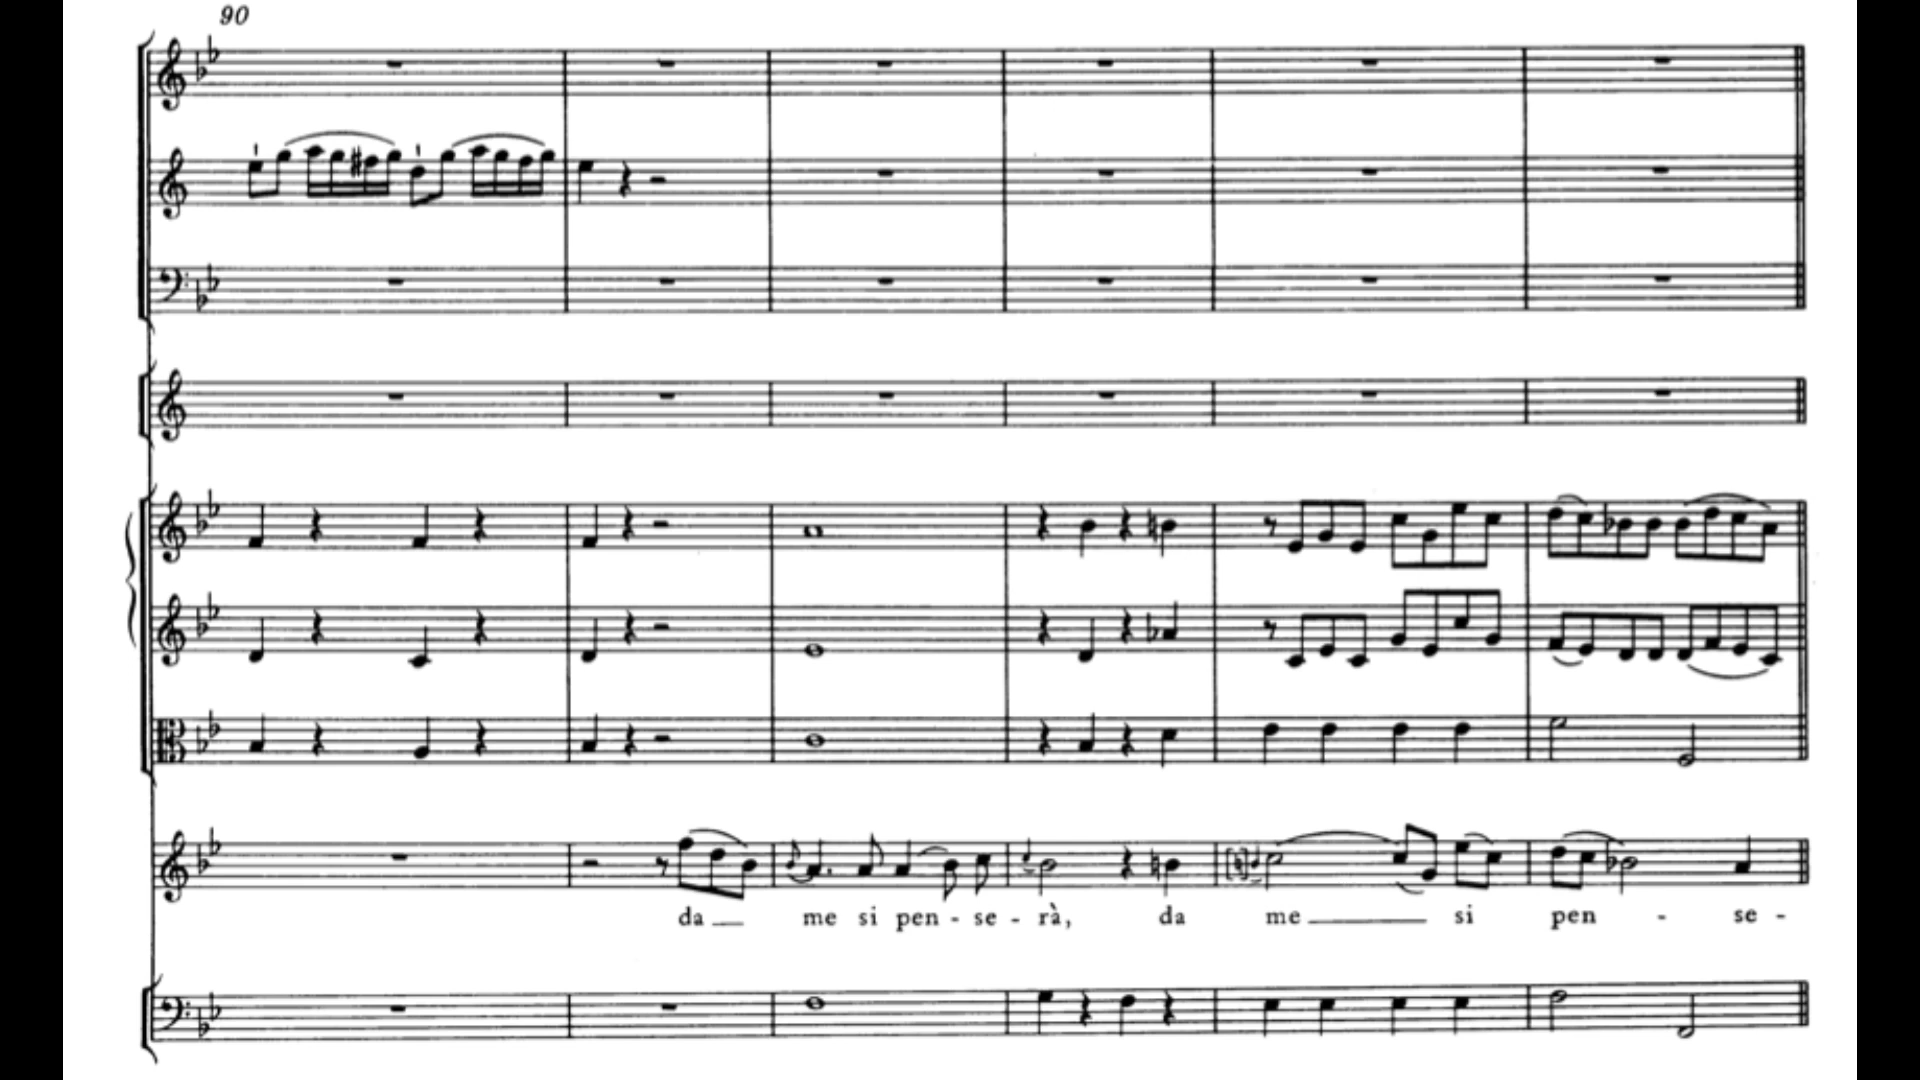 90
da me si pen - se - rà, da me si pen - se -